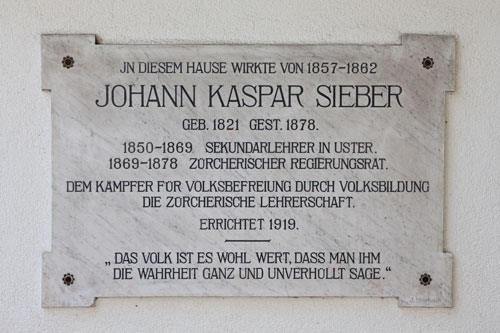 JN DIESEM HAUSE WIRKTE VON 1857-1862
JOHANN KASPAR SIEBER
GEB. 1821 GEST. 1878.
1850-1869 SEKUNDARLEHRER IN USTER.
1869-1878 ZÜRCHERISCHER REGIERUNGSRAT.
DEM KÄMPFER FÜR VOLKSBEFREIUNG DURCH VOLKSBILDUNG
DIE ZÜRCHERISCHE LEHRERSCHAFT.
ERRICHTET 1919.
„DAS VOLK IST ES WOHL WERT, DASS MAN IHM
DIE WAHRHEIT GANZ UND UNVERHÜLLT SAGE.“